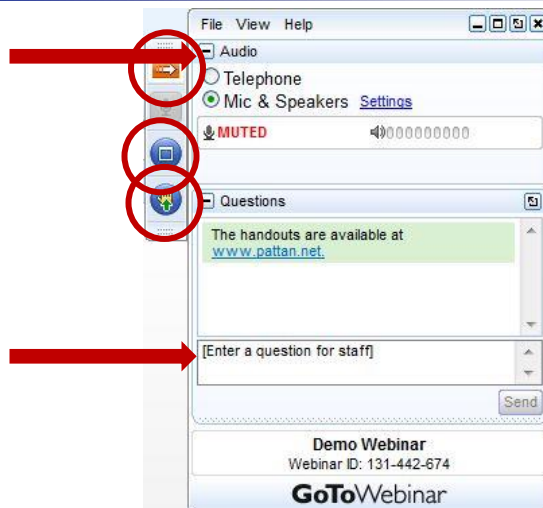 File View Help
Audio
Telephone
Mic & Speakers Settings
MUTED
Questions
The handouts are available at
www.pattan.net.
[Enter a question for staff]
Send
Demo Webinar
Webinar ID: 131-442-674
GoToWebinar